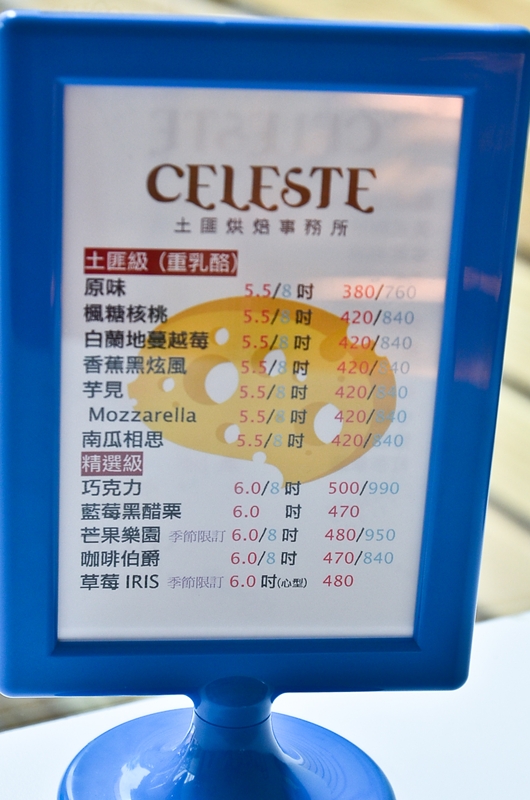 CELESTE
土匪烘焙事務所
土匪級（重乳酪）
原味 5.5/8 吋 380/760
楓糖核桃 5.5/8 吋 420/840
白蘭地蔓越莓 5.5/8 吋 420/840
香蕉黑炫風 5.5/8 吋 420/840
芋見 5.5/8 吋 420/840
Mozzarella 5.5/8 吋 420/840
南瓜相思 5.5/8 吋 420/840
精選級
巧克力 6.0/8 吋 500/990
藍莓黑醋栗 6.0 吋 470
芒果樂園 季節限訂 6.0/8 吋 480/950
咖啡伯爵 6.0/8 吋 470/840
草莓 IRIS 季節限訂 6.0 吋(心型) 480